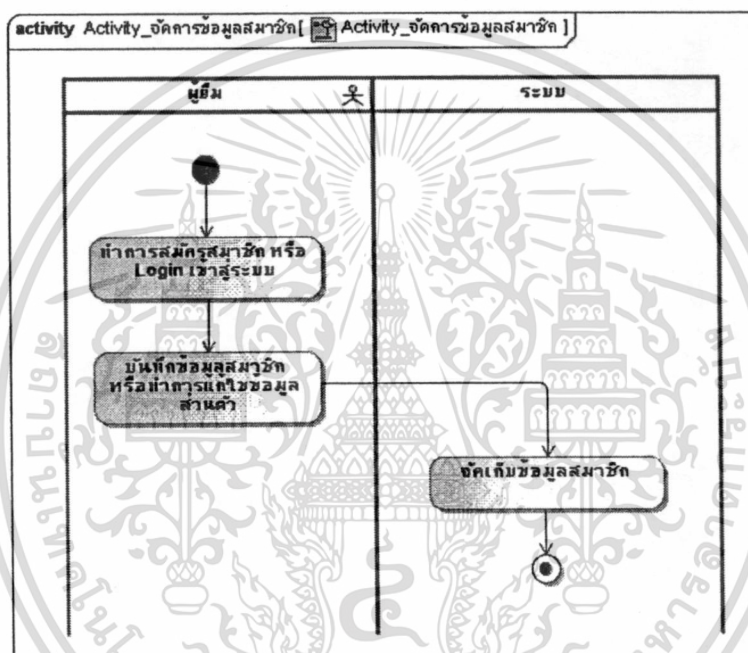 activity Activity_จัดการข้อมูลสมาชิก[ Activity_จัดการข้อมูลสมาชิก ]
ผู้ยืม
ระบบ
ทำการสมัครสมาชิก หรือ
Login เข้าสู่ระบบ
บันทึกข้อมูลสมาชิก
หรือทำการแก้ไขข้อมูล
ส่วนตัว
จัดเก็บข้อมูลสมาชิก